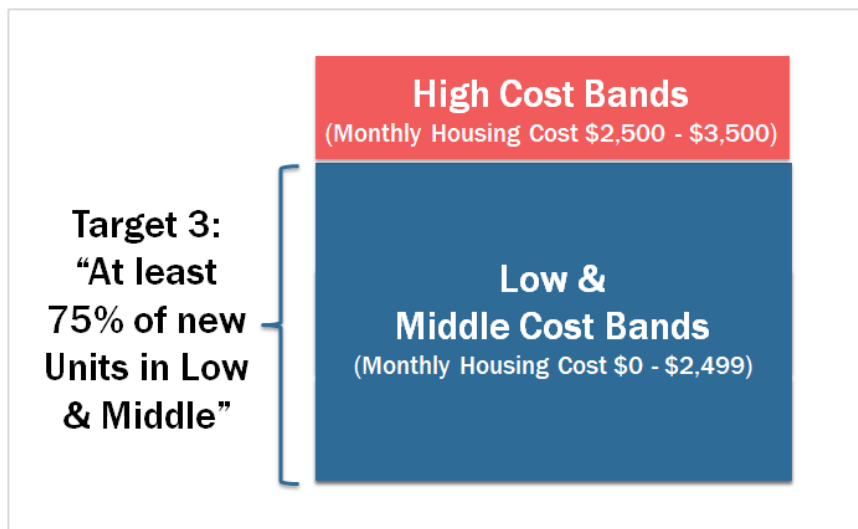 High Cost Bands
(Monthly Housing Cost $2,500 - $3,500)
Target 3:
“At least
75% of new
Units in Low
& Middle”
Low &
Middle Cost Bands
(Monthly Housing Cost $0 - $2,499)